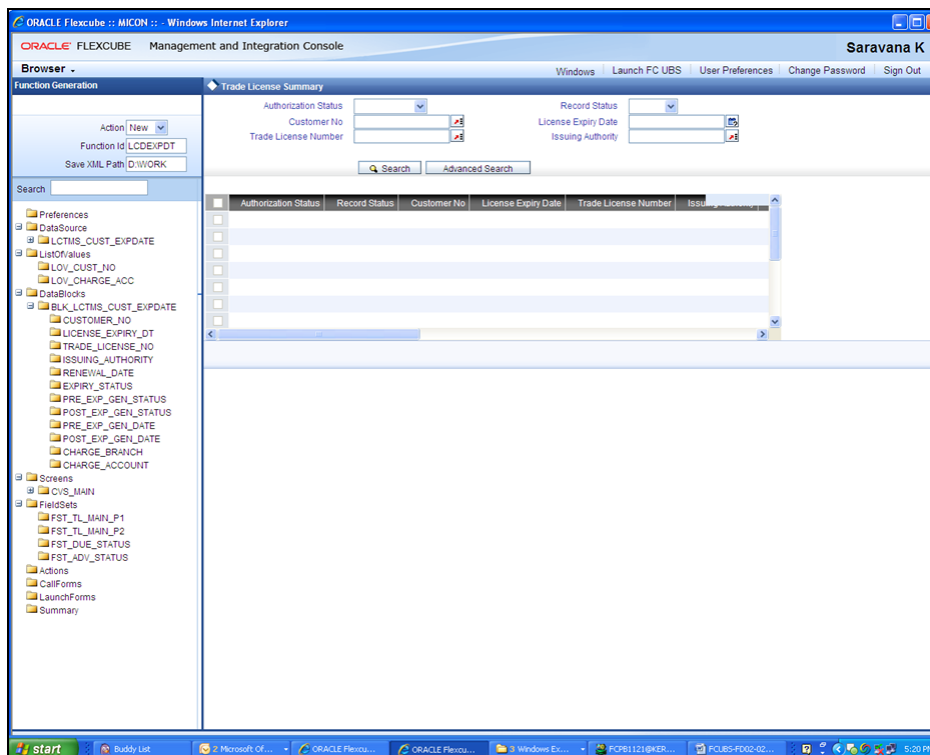 ORACLE Flexcube :: MICON :: - Windows Internet Explorer
ORACLE FLEXCUBE Management and Integration Console
Saravana K
Browser
Windows Launch FC UBS User Preferences Change Password Sign Out
Function Generation
Action New
Function Id LCDEXPDT
Save XML Path D:\WORK
Search
Preferences
DataSource
LCTMS_CUST_EXPDATE
ListOfValues
LOV_CUST_NO
LOV_CHARGE_ACC
DataBlocks
BLK_LCTMS_CUST_EXPDATE
CUSTOMER_NO
LICENSE_EXPIRY_DT
TRADE_LICENSE_NO
ISSUING_AUTHORITY
RENEWAL_DATE
EXPIRY_STATUS
PRE_EXP_GEN_STATUS
POST_EXP_GEN_STATUS
PRE_EXP_GEN_DATE
POST_EXP_GEN_DATE
CHARGE_BRANCH
CHARGE_ACCOUNT
Screens
CVS_MAIN
FieldSets
FST_TL_MAIN_P1
FST_TL_MAIN_P2
FST_DUE_STATUS
FST_ADV_STATUS
Actions
CallForms
LaunchForms
Summary
Trade License Summary
Authorization Status Record Status
Customer No License Expiry Date
Trade License Number Issuing Authority
Search Advanced Search
Authorization Status Record Status Customer No License Expiry Date Trade License Number
start Buddy List 2 Microsoft Of... ORACLE Flexcu... ORACLE Flexcu... 3 Windows Ex... FCPB1121@KER... FCUBS-FD02-02... 5:20 PM